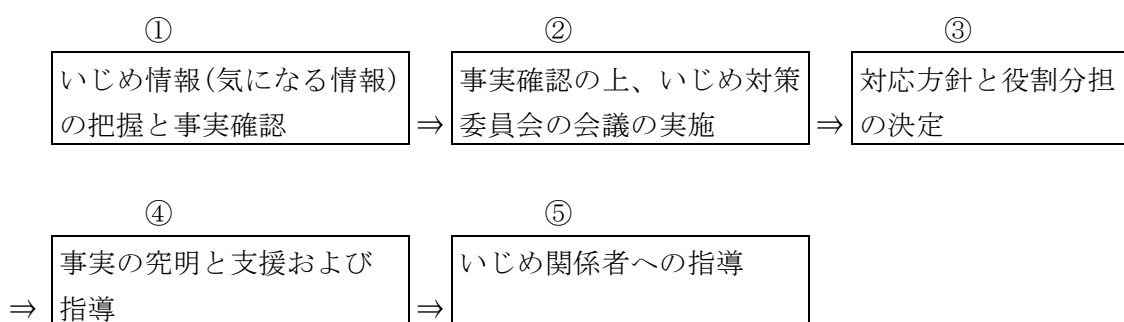 ① ② ③
いじめ情報(気になる情報) 事実確認の上、いじめ対策 対応方針と役割分担
の把握と事実確認 ⇒ 委員会の会議の実施 ⇒ の決定
④ ⑤
事実の究明と支援および いじめ関係者への指導
⇒ 指導 ⇒